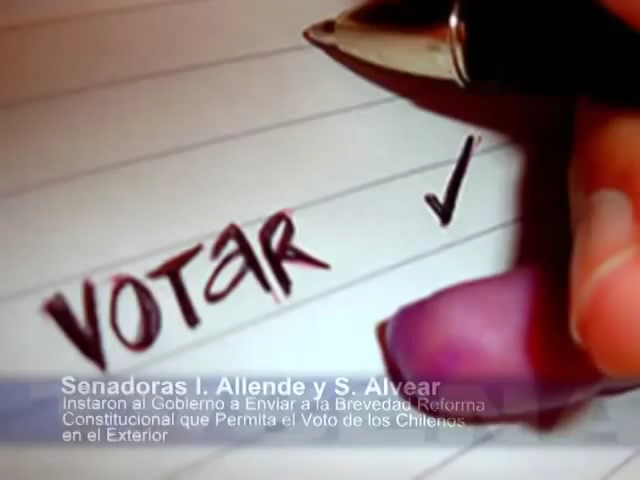 VOTAR ✓
Senadoras I. Allende y S. Alvear
Instaron al Gobierno a Enviar a la Brevedad Reforma
Constitucional que Permita el Voto de los Chilenos
en el Exterior